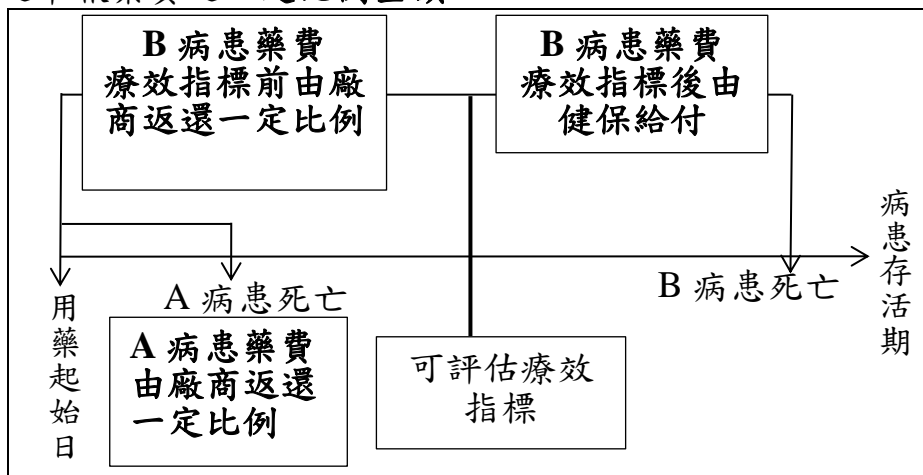 B 病患藥費
療效指標前由廠
商返還一定比例
B 病患藥費
療效指標後由
健保給付
A 病患死亡
B 病患死亡
病患存活期
用藥起始日
A 病患藥費
由廠商返還
一定比例
可評估療效
指標